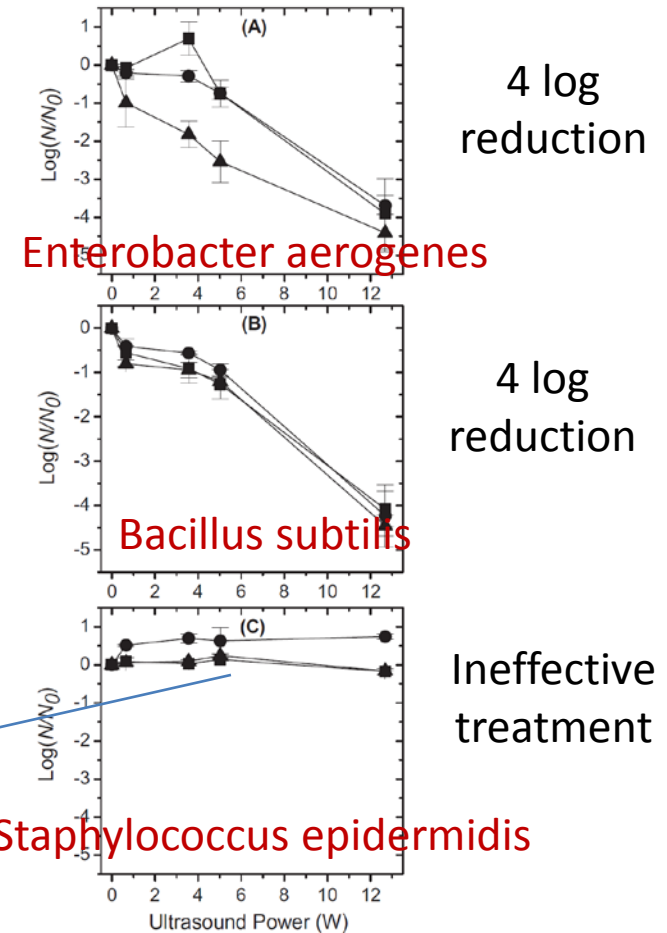 (A)
Log(N/N0)
1
0
-1
-2
-3
-4
-5
0 2 4 6 8 10 12
4 log
reduction
Enterobacter aerogenes
(B)
Log(N/N0)
0
-1
-2
-3
-4
-5
0 2 4 6 8 10 12
4 log
reduction
Bacillus subtilis
(C)
Log(N/N0)
1
0
-1
-2
-3
-4
-5
0 2 4 6 8 10 12
Ultrasound Power (W)
Ineffective
treatment
Staphylococcus epidermidis